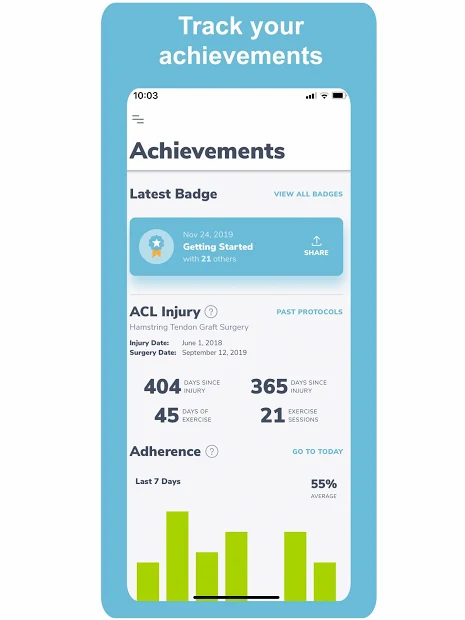 Track your
achievements
10:03
Achievements
Latest Badge
VIEW ALL BADGES
Nov 24, 2019
Getting Started
with 21 others
SHARE
ACL Injury ?
PAST PROTOCOLS
Hamstring Tendon Graft Surgery
Injury Date: June 1, 2018
Surgery Date: September 12, 2019
404 DAYS SINCE
INJURY
365 DAYS SINCE
INJURY
45 DAYS OF
EXERCISE
21 EXERCISE
SESSIONS
Adherence ?
GO TO TODAY
Last 7 Days
55%
AVERAGE